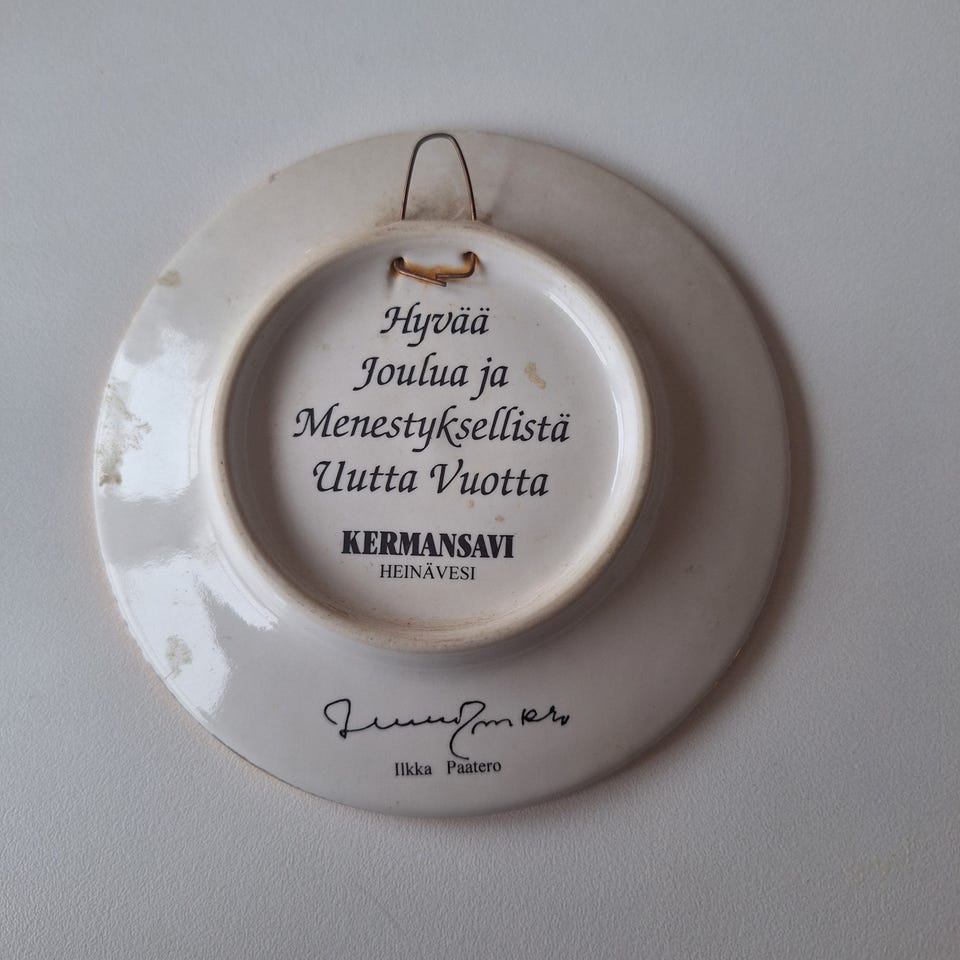 Hyvää
Joulua ja
Menestyksellistä
Uutta Vuotta
KERMANSAVI
HEINÄVESI
Ilkka Paatero